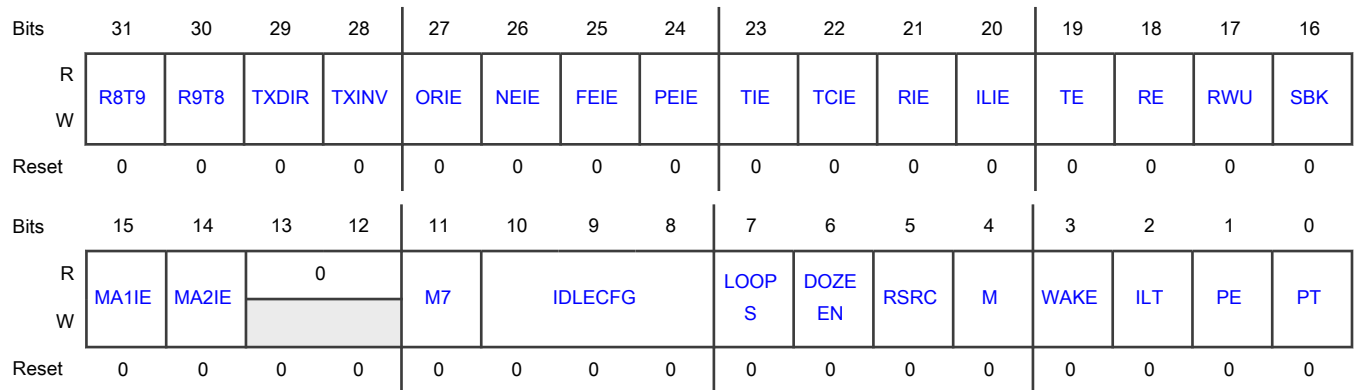 Bits 31 30 29 28 27 26 25 24 23 22 21 20 19 18 17 16
R
R8T9 R9T8 TXDIR TXINV ORIE NEIE FEIE PEIE TIE TCIE RIE ILIE TE RE RWU SBK
W
Reset 0 0 0 0 0 0 0 0 0 0 0 0 0 0 0 0
Bits 15 14 13 12 11 10 9 8 7 6 5 4 3 2 1 0
R 0
MA1IE MA2IE M7 IDLECFG LOOP DOZE RSRC M WAKE ILT PE PT
S EN
W
Reset 0 0 0 0 0 0 0 0 0 0 0 0 0 0 0 0